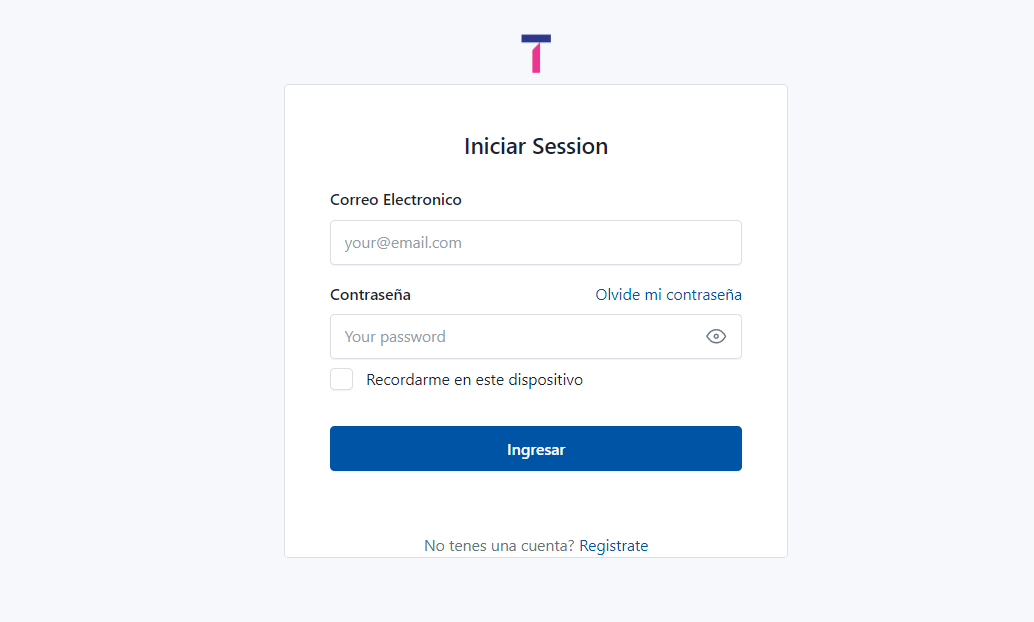 T
Iniciar Session
Correo Electronico
your@email.com
Contraseña Olvide mi contraseña
Your password
Recordarme en este dispositivo
Ingresar
No tenes una cuenta? Registrate